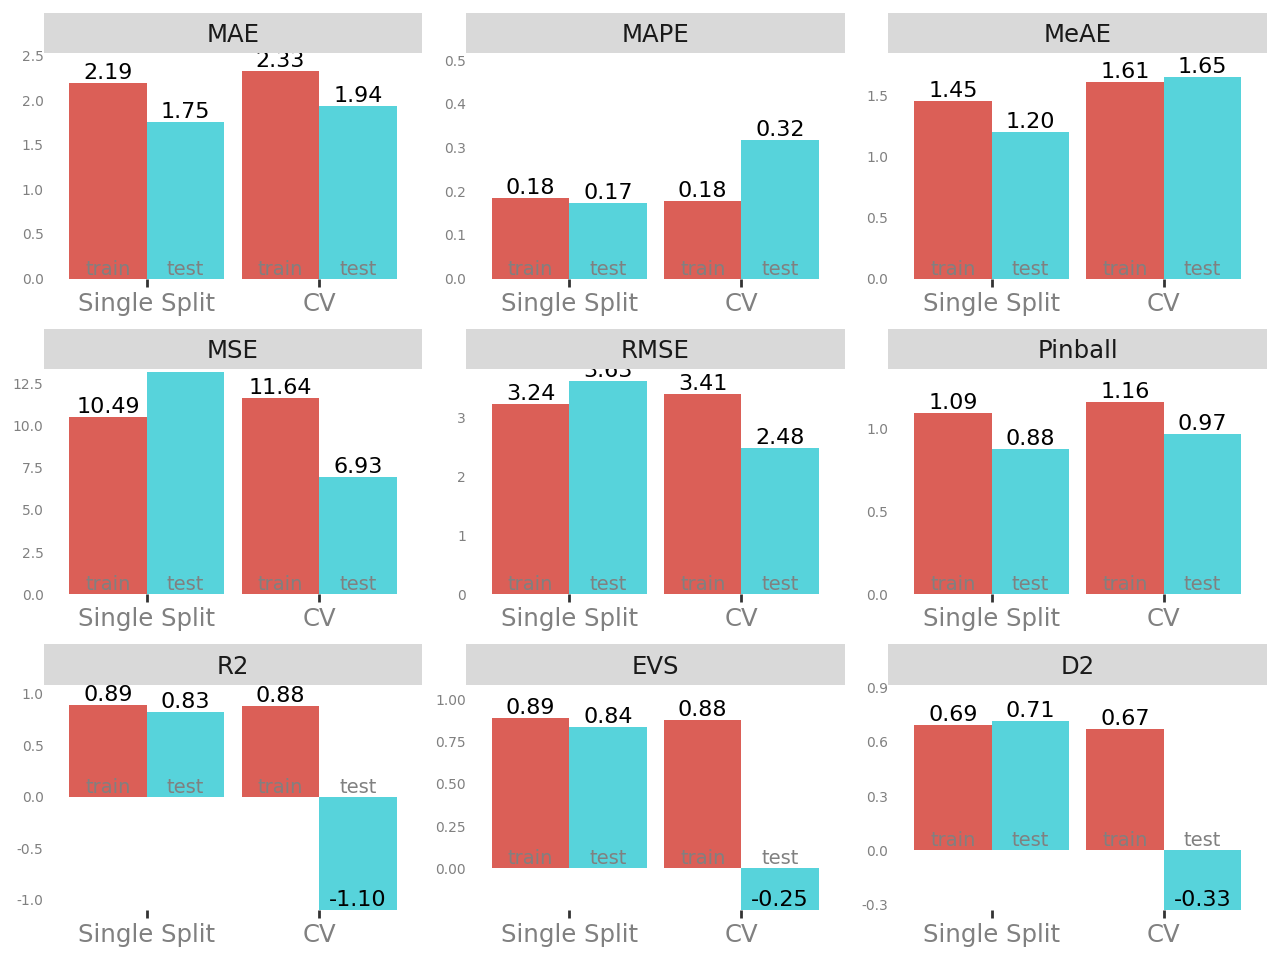 MAE
MAPE
MeAE
2.5
2.0
1.5
1.0
0.5
0.0
2.19
1.75
2.33
1.94
train
test
train
test
Single Split
CV
0.5
0.4
0.3
0.2
0.1
0.0
0.18
0.17
0.18
0.32
train
test
train
test
Single Split
CV
1.5
1.0
0.5
0.0
1.45
1.20
1.61
1.65
train
test
train
test
Single Split
CV
MSE
RMSE
Pinball
12.5
10.0
7.5
5.0
2.5
0.0
10.49
11.64
6.93
train
test
train
test
Single Split
CV
3
2
1
0
3.24
3.63
3.41
2.48
train
test
train
test
Single Split
CV
1.0
0.5
0.0
1.09
0.88
1.16
0.97
train
test
train
test
Single Split
CV
R2
EVS
D2
1.0
0.5
0.0
-0.5
-1.0
0.89
0.83
0.88
-1.10
train
test
train
test
Single Split
CV
1.00
0.75
0.50
0.25
0.00
0.89
0.84
0.88
-0.25
train
test
train
test
Single Split
CV
0.9
0.6
0.3
0.0
-0.3
0.69
0.71
0.67
-0.33
train
test
train
test
Single Split
CV